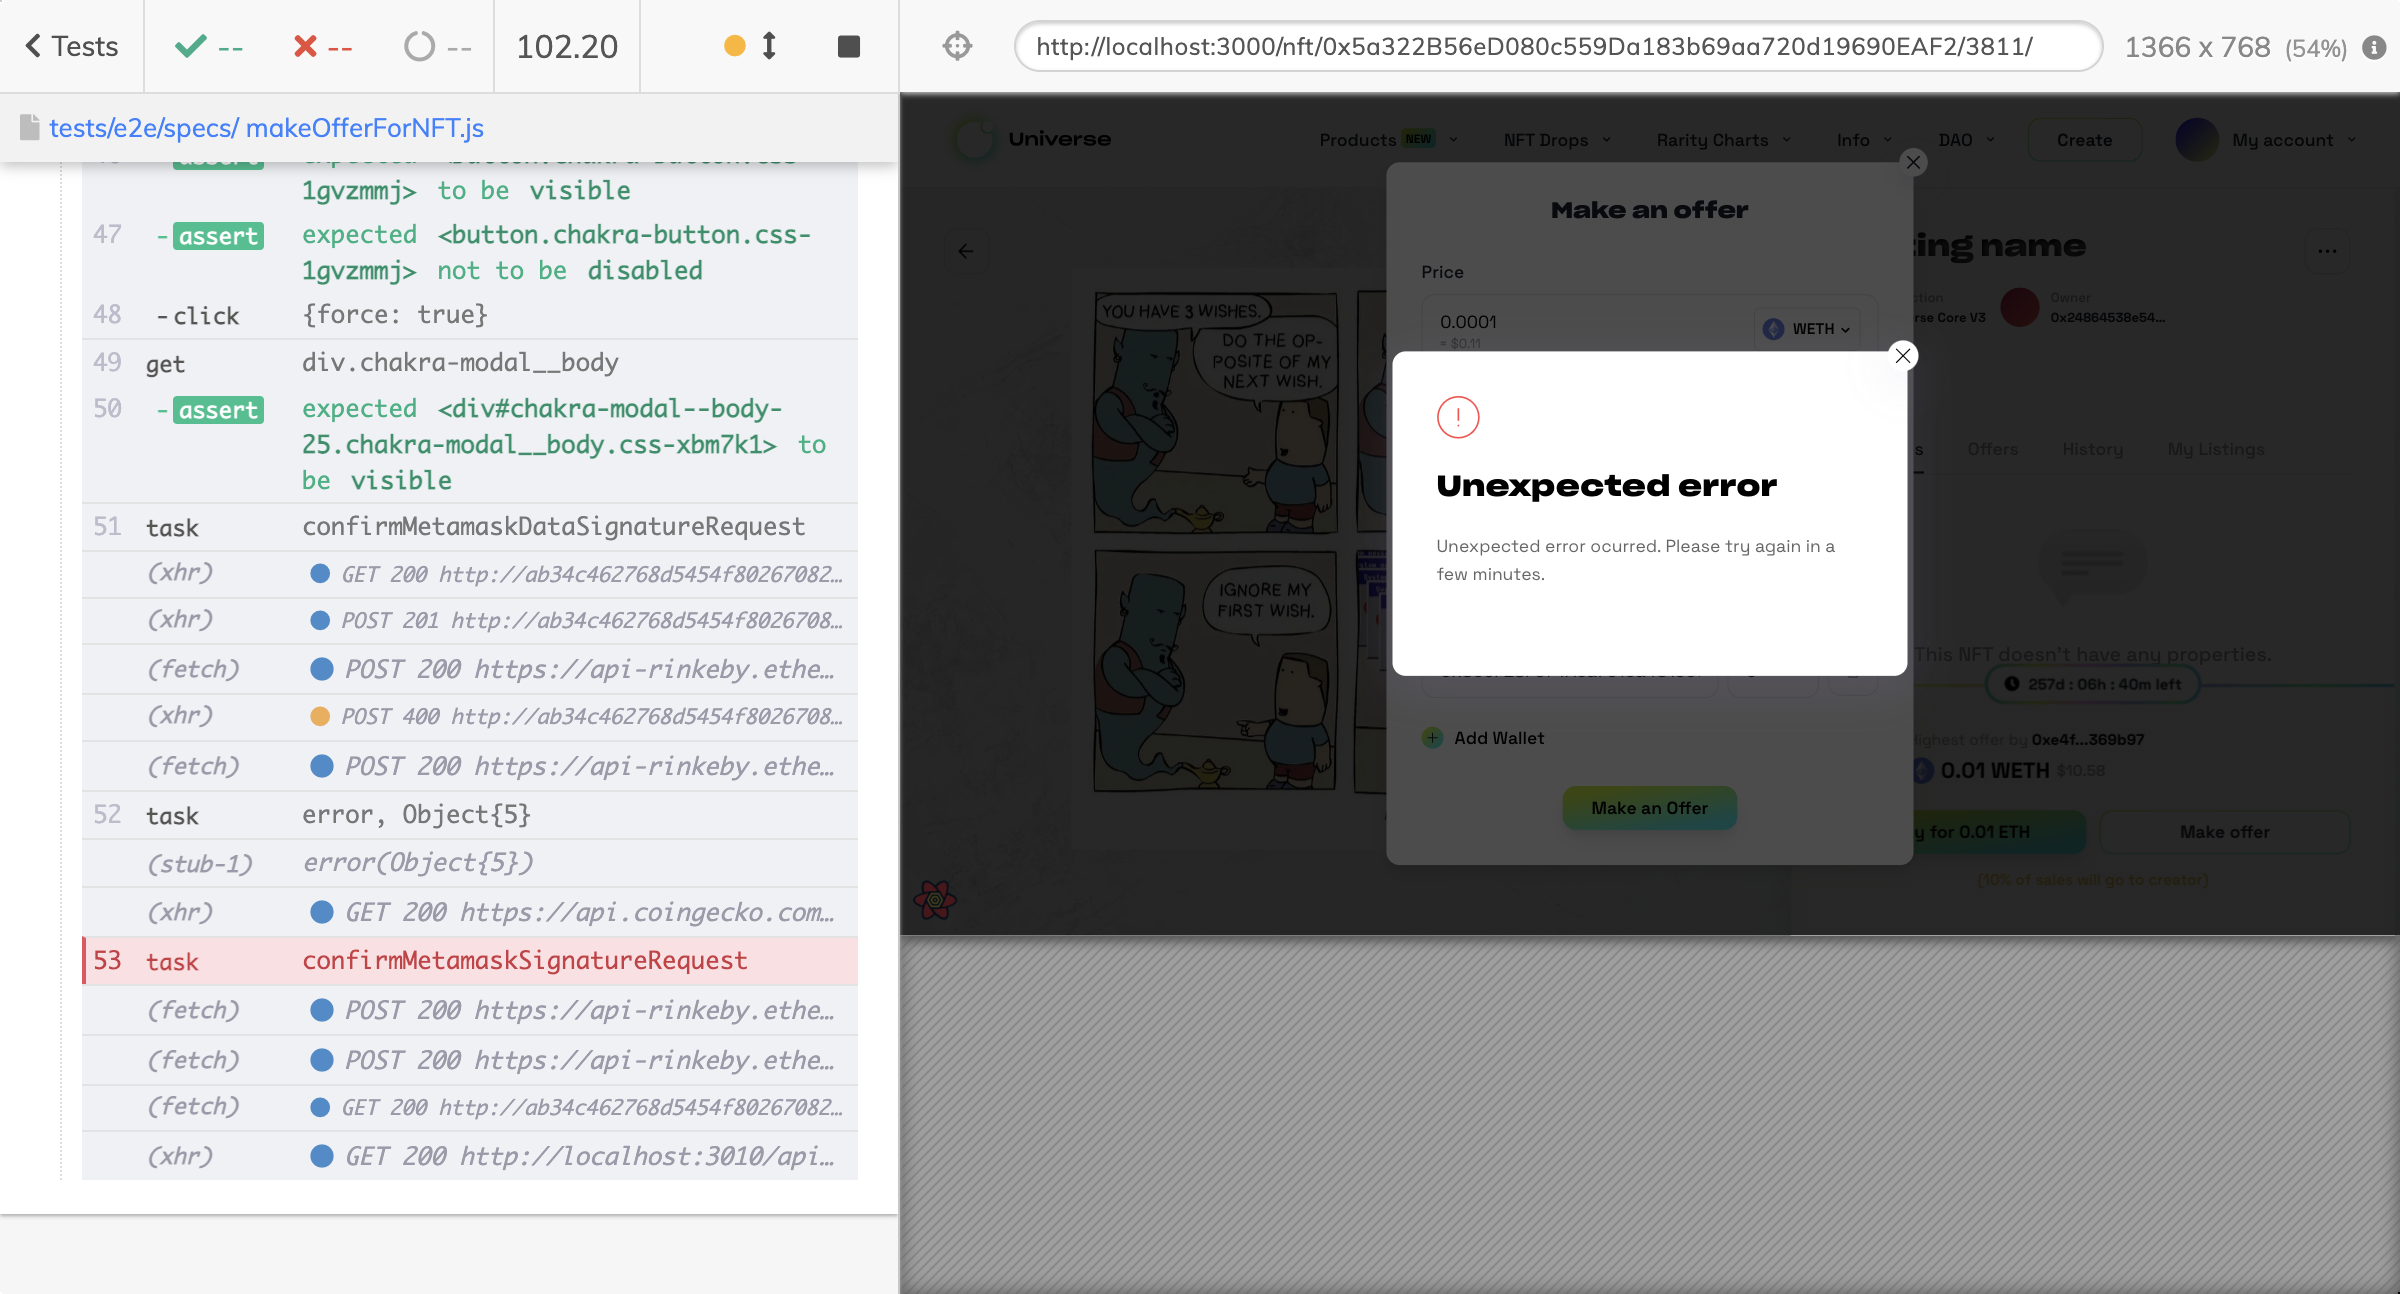 Tests
--
--
--
102.20
http://localhost:3000/nft/0x5a322B56eD080c559Da183b69aa720d19690EAF2/3811/
1366 x 768 (54%)
tests/e2e/specs/ makeOfferForNFT.js
1gvzmmj> to be visible
47 - assert expected <button.chakra-button.css-
1gvzmmj> not to be disabled
48 - click {force: true}
49 get div.chakra-modal__body
50 - assert expected <div#chakra-modal--body-
25.chakra-modal__body.css-xbm7k1> to
be visible
51 task confirmMetamaskDataSignatureRequest
(xhr) GET 200 http://ab34c462768d5454f80267082…
(xhr) POST 201 http://ab34c462768d5454f8026708…
(fetch) POST 200 https://api-rinkeby.ethe…
(xhr) POST 400 http://ab34c462768d5454f8026708…
(fetch) POST 200 https://api-rinkeby.ethe…
52 task error, Object{5}
(stub-1) error(Object{5})
(xhr) GET 200 https://api.coingecko.com…
53 task confirmMetamaskSignatureRequest
(fetch) POST 200 https://api-rinkeby.ethe…
(fetch) POST 200 https://api-rinkeby.ethe…
(fetch) GET 200 http://ab34c462768d5454f80267082…
(xhr) GET 200 http://localhost:3010/api…
Universe
Products NEW
NFT Drops
Rarity Charts
Info
DAO
Create
My account
Make an offer
Price
0.0001
≈ $0.11
WETH
Unexpected error
Unexpected error ocurred. Please try again in a
few minutes.
Add Wallet
Make an Offer
YOU HAVE 3 WISHES.
DO THE OP-
POSITE OF MY
NEXT WISH.
IGNORE MY
FIRST WISH.
name
Owner
Core V3
0x24864538e54...
Offers
History
My Listings
This NFT doesn't have any properties.
257d : 06h : 40m left
offer by 0xe4f...369b97
0.01 WETH $10.58
for 0.01 ETH
Make offer
(10% of sales will go to creator)